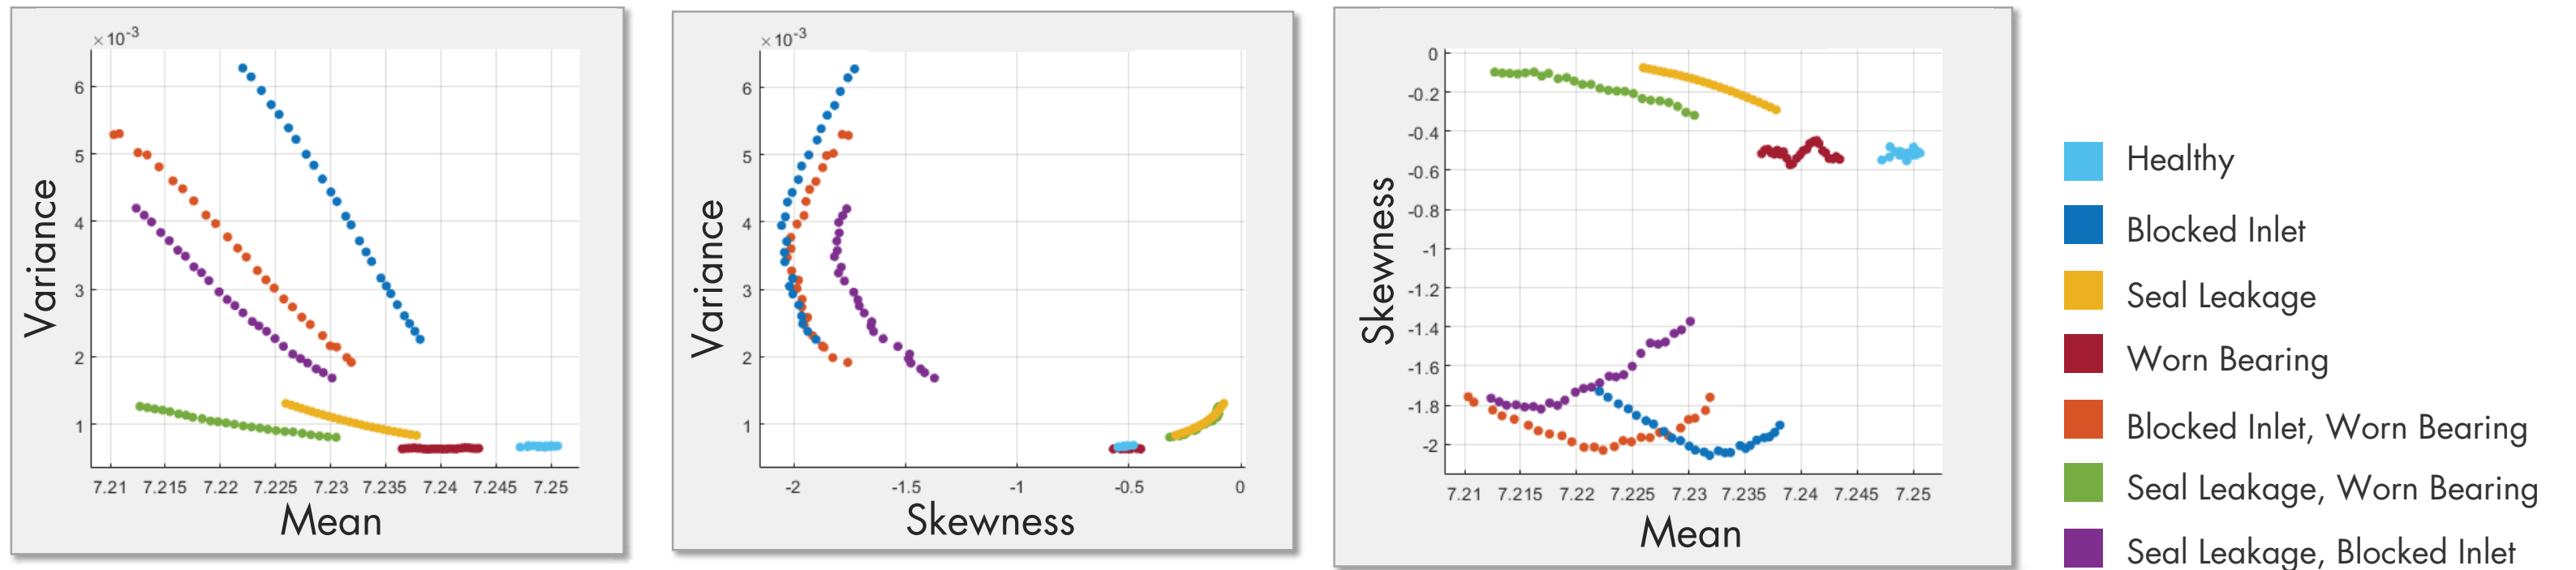 ×10⁻³
6
5
4
3
2
1
Variance
7.21 7.215 7.22 7.225 7.23 7.235 7.24 7.245 7.25
Mean
×10⁻³
6
5
4
3
2
1
Variance
-2 -1.5 -1 -0.5 0
Skewness
0
-0.2
-0.4
-0.6
-0.8
-1
-1.2
-1.4
-1.6
-1.8
-2
Skewness
7.21 7.215 7.22 7.225 7.23 7.235 7.24 7.245 7.25
Mean
Healthy
Blocked Inlet
Seal Leakage
Worn Bearing
Blocked Inlet, Worn Bearing
Seal Leakage, Worn Bearing
Seal Leakage, Blocked Inlet